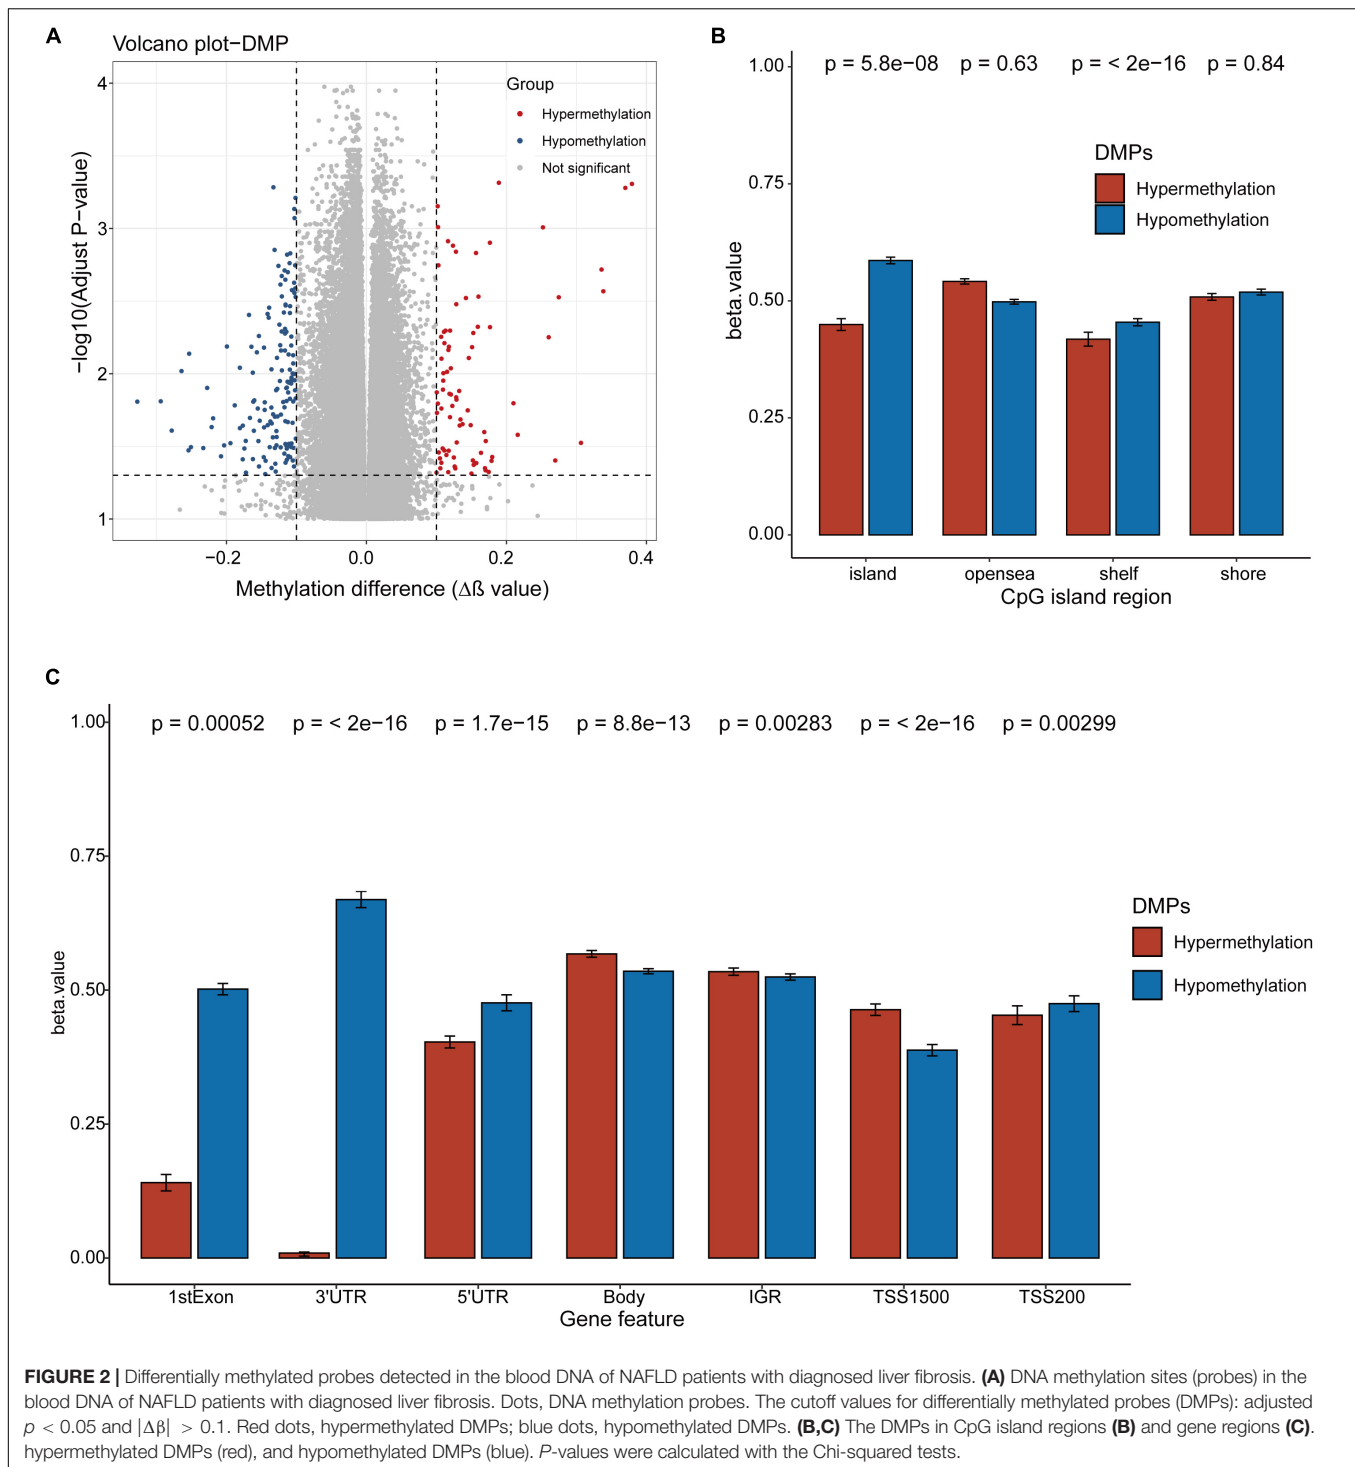 A
Volcano plot−DMP
Group
Hypermethylation
Hypomethylation
Not significant
−log10(Adjust P−value)
4
3
2
1
−0.2
0.0
0.2
0.4
Methylation difference (Δß value)
B
p = 5.8e−08
p = 0.63
p = < 2e−16
p = 0.84
DMPs
Hypermethylation
Hypomethylation
beta.value
1.00
0.75
0.50
0.25
0.00
island
opensea
shelf
shore
CpG island region
C
p = 0.00052
p = < 2e−16
p = 1.7e−15
p = 8.8e−13
p = 0.00283
p = < 2e−16
p = 0.00299
beta.value
1.00
0.75
0.50
0.25
0.00
DMPs
Hypermethylation
Hypomethylation
1stExon
3'UTR
5'UTR
Body
IGR
TSS1500
TSS200
Gene feature
FIGURE 2 | Differentially methylated probes detected in the blood DNA of NAFLD patients with diagnosed liver fibrosis. (A) DNA methylation sites (probes) in the
blood DNA of NAFLD patients with diagnosed liver fibrosis. Dots, DNA methylation probes. The cutoff values for differentially methylated probes (DMPs): adjusted
p < 0.05 and |Δβ| > 0.1. Red dots, hypermethylated DMPs; blue dots, hypomethylated DMPs. (B,C) The DMPs in CpG island regions (B) and gene regions (C).
hypermethylated DMPs (red), and hypomethylated DMPs (blue). P-values were calculated with the Chi-squared tests.